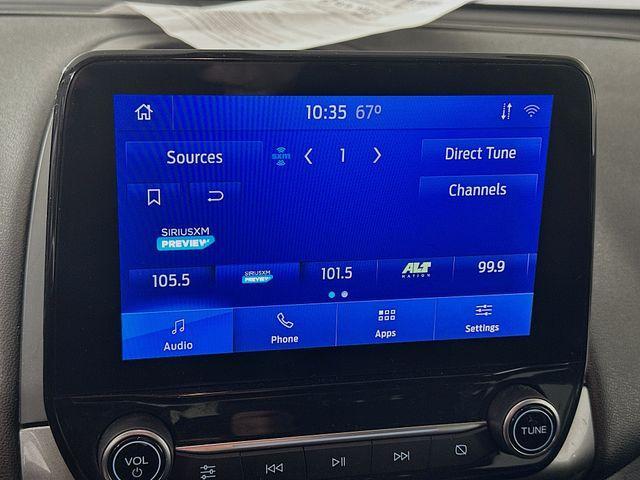 10:35 67°
Sources
sxm
1
Direct Tune
Channels
SIRIUSXM
PREVIEW
105.5
SIRIUSXM
PREVIEW
101.5
ALT
NATION
99.9
Audio
Phone
Apps
Settings
VOL
TUNE